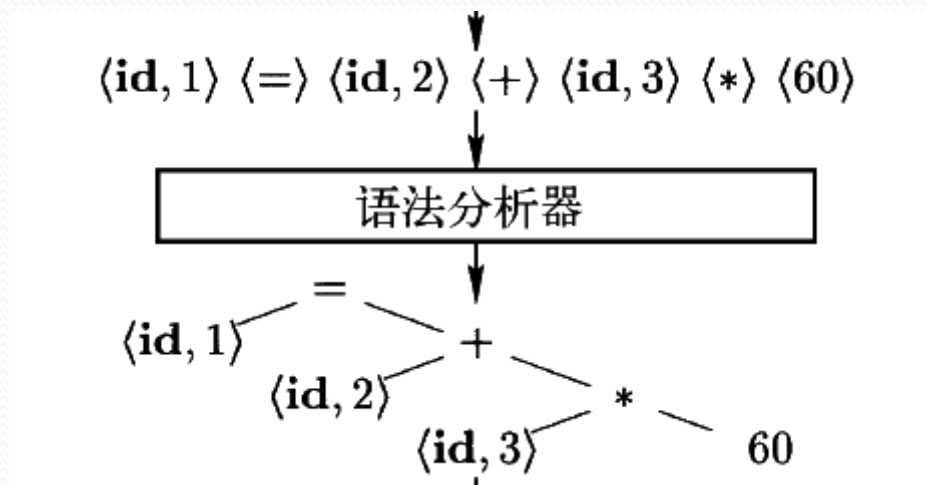 ⟨id, 1⟩ ⟨=⟩ ⟨id, 2⟩ ⟨+⟩ ⟨id, 3⟩ ⟨*⟩ ⟨60⟩
语法分析器
=
⟨id, 1⟩ +
⟨id, 2⟩ *
⟨id, 3⟩ 60